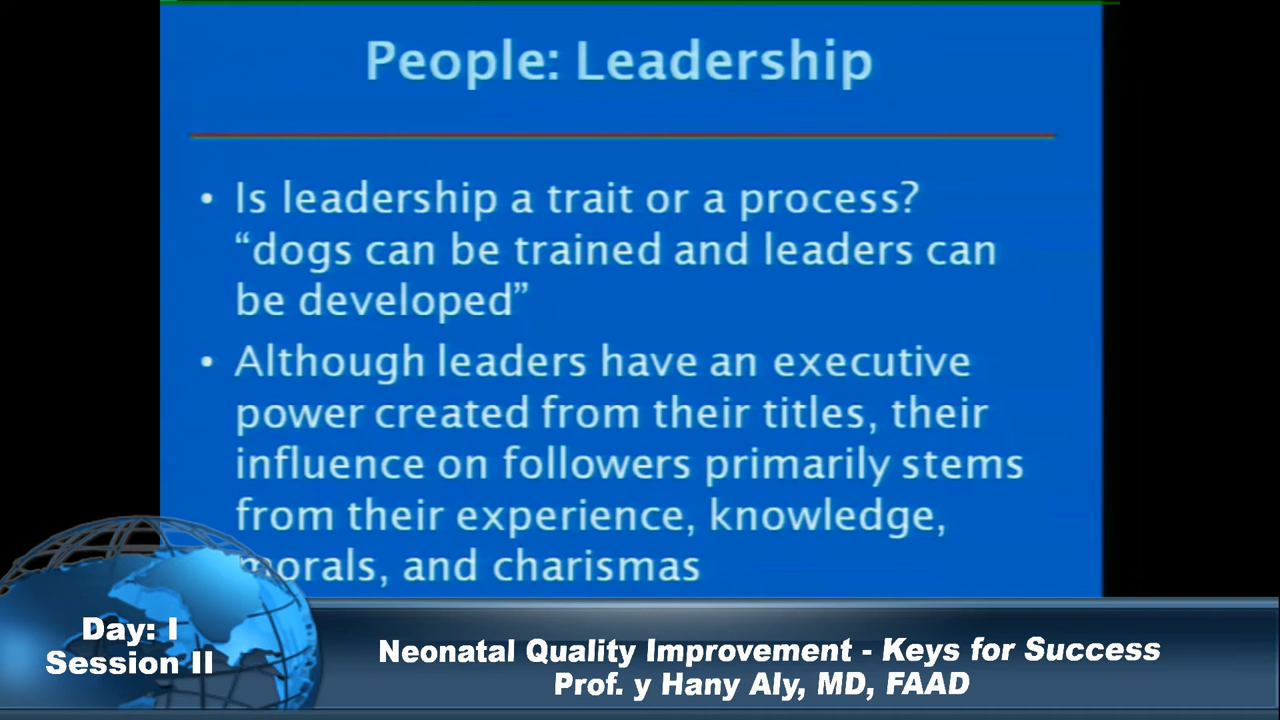 People: Leadership
• Is leadership a trait or a process?
“dogs can be trained and leaders can
be developed”
• Although leaders have an executive
power created from their titles, their
influence on followers primarily stems
from their experience, knowledge,
morals, and charismas
Day: I
Session II
Neonatal Quality Improvement - Keys for Success
Prof. y Hany Aly, MD, FAAD